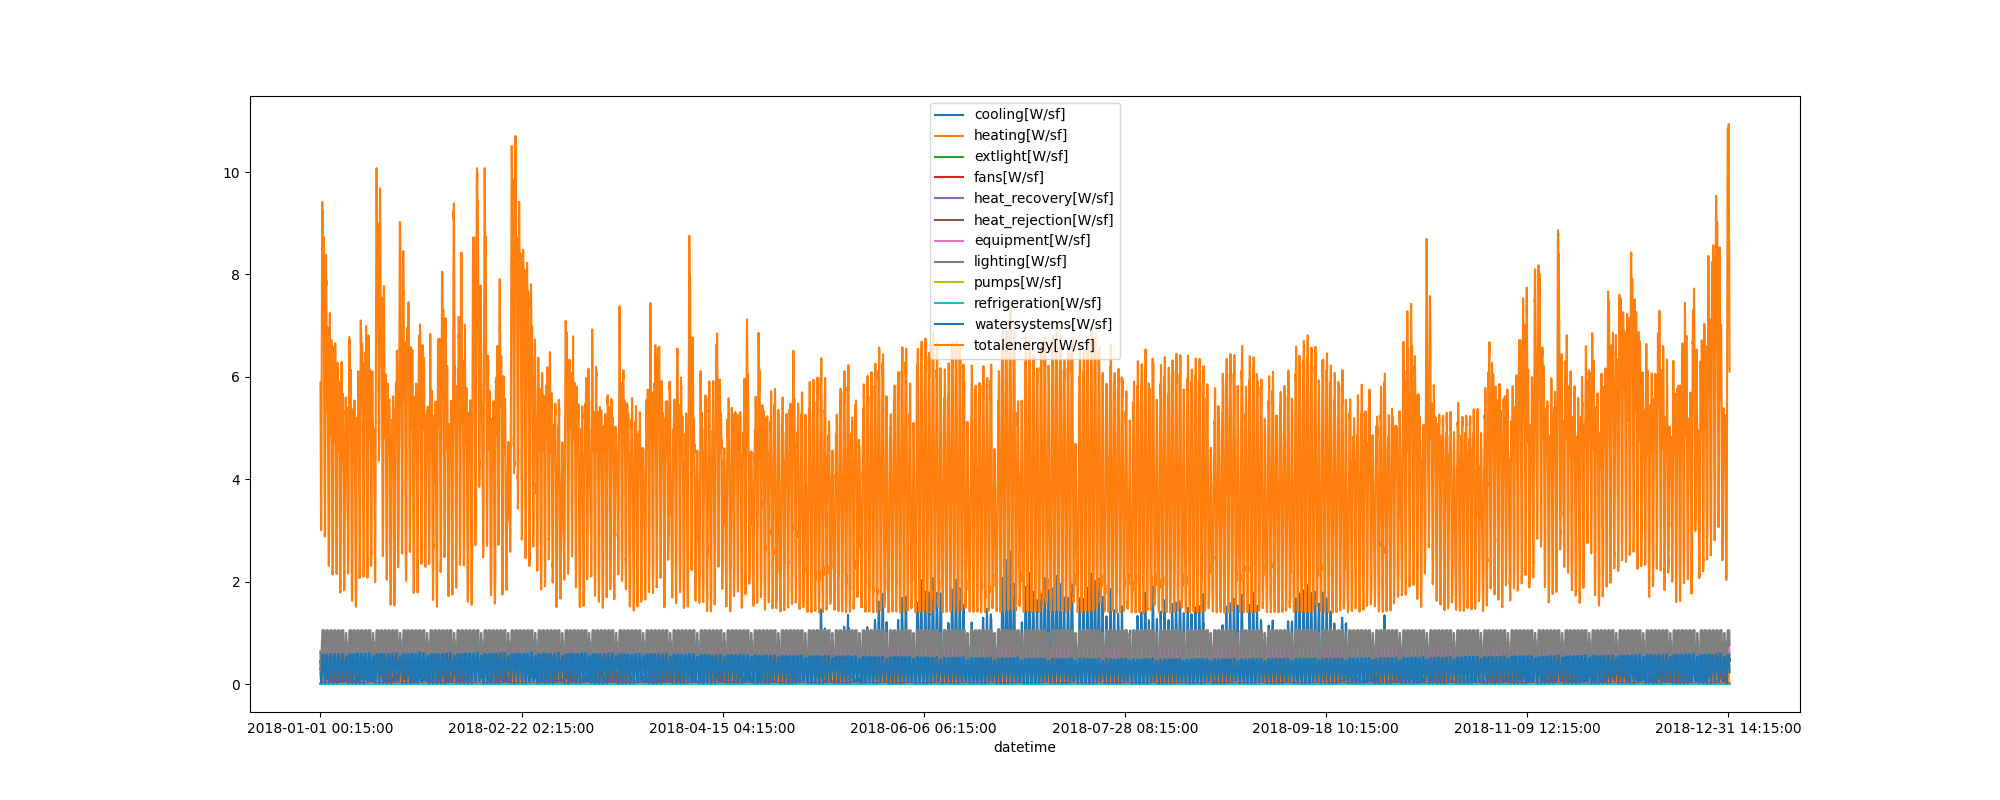 cooling[W/sf]
heating[W/sf]
extlight[W/sf]
fans[W/sf]
heat_recovery[W/sf]
heat_rejection[W/sf]
equipment[W/sf]
lighting[W/sf]
pumps[W/sf]
refrigeration[W/sf]
watersystems[W/sf]
totalenergy[W/sf]
10
8
6
4
2
0
2018-01-01 00:15:00 2018-02-22 02:15:00 2018-04-15 04:15:00 2018-06-06 06:15:00 2018-07-28 08:15:00 2018-09-18 10:15:00 2018-11-09 12:15:00 2018-12-31 14:15:00
datetime